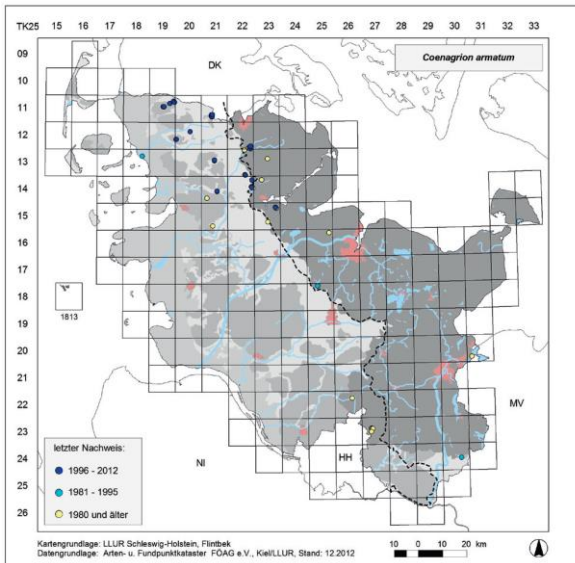 TK25 15 16 17 18 19 20 21 22 23 24 25 26 27 28 29 30 31 32 33
09
10
11
12
13
14
15
16
17
18
19
20
21
22
23
24
25
26
DK
Coenagrion armatum
1813
MV
NI
HH
letzter Nachweis:
1996 - 2012
1981 - 1995
1980 und älter
Kartengrundlage: LLUR Schleswig-Holstein, Flintbek
Datengrundlage: Arten- u. Fundpunktkataster FÖAG e.V., Kiel/LLUR, Stand: 12.2012
10 0 10 20 km